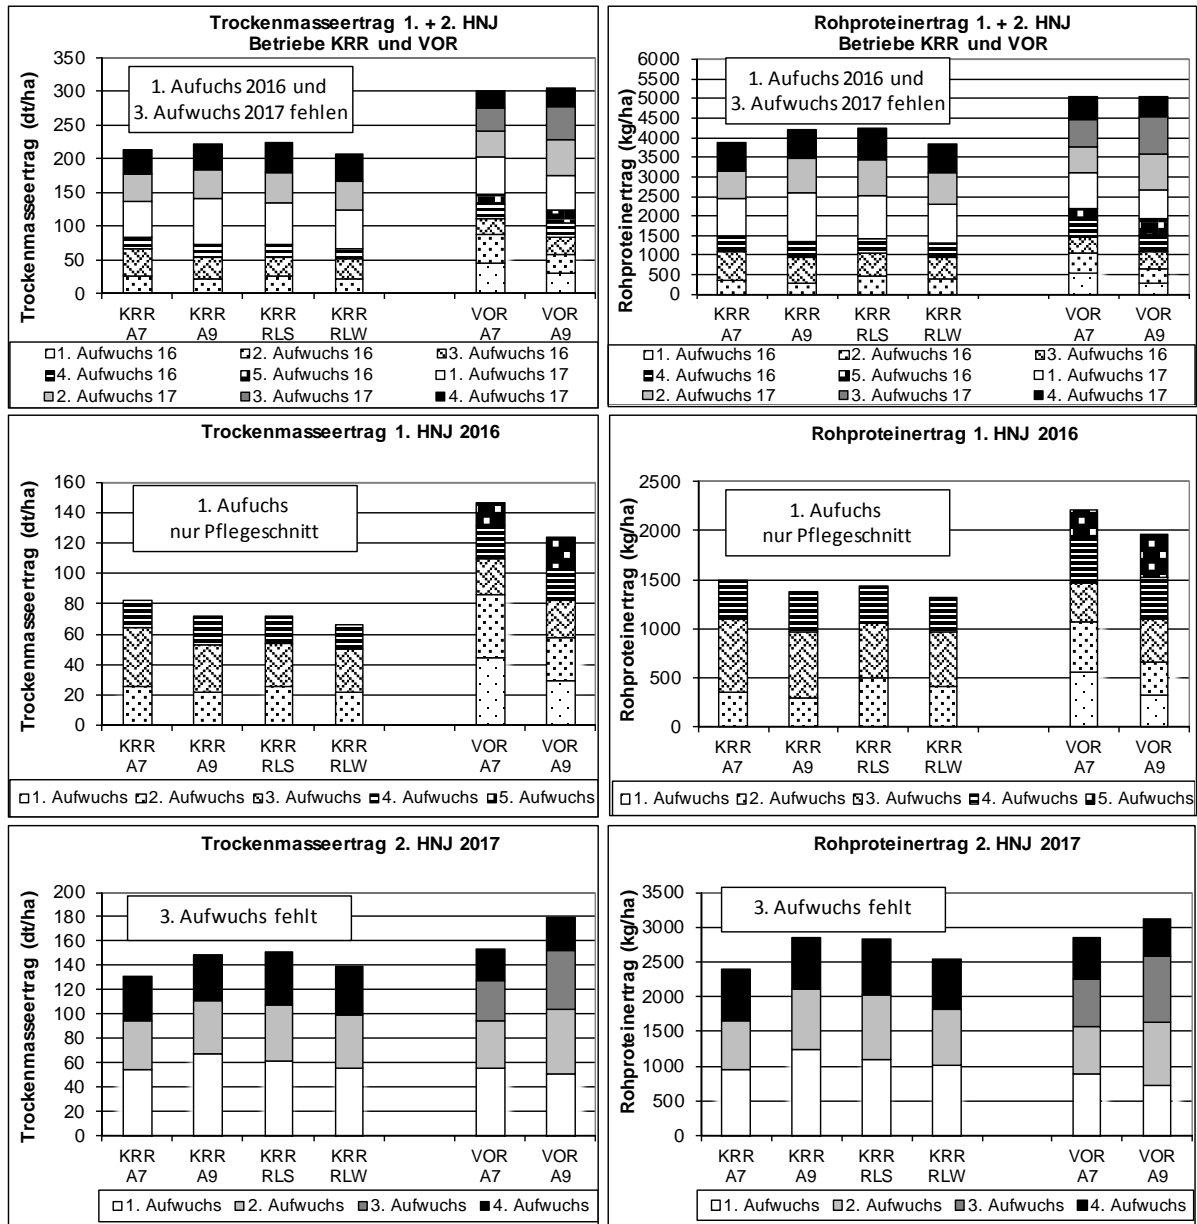 Trockenmasseertrag 1. + 2. HNJ
Betriebe KRR und VOR
Trockenmasseertrag (dt/ha)
350
300
250
200
150
100
50
0
1. Aufuchs 2016 und
3. Aufwuchs 2017 fehlen
KRR KRR KRR KRR VOR VOR
A7 A9 RLS RLW A7 A9
1. Aufwuchs 16 2. Aufwuchs 16 3. Aufwuchs 16
4. Aufwuchs 16 5. Aufwuchs 16 1. Aufwuchs 17
2. Aufwuchs 17 3. Aufwuchs 17 4. Aufwuchs 17
Rohproteinertrag 1. + 2. HNJ
Betriebe KRR und VOR
Rohproteinertrag (kg/ha)
6000
5500
5000
4500
4000
3500
3000
2500
2000
1500
1000
500
0
1. Aufuchs 2016 und
3. Aufwuchs 2017 fehlen
KRR KRR KRR KRR VOR VOR
A7 A9 RLS RLW A7 A9
1. Aufwuchs 16 2. Aufwuchs 16 3. Aufwuchs 16
4. Aufwuchs 16 5. Aufwuchs 16 1. Aufwuchs 17
2. Aufwuchs 17 3. Aufwuchs 17 4. Aufwuchs 17
Trockenmasseertrag 1. HNJ 2016
Trockenmasseertrag (dt/ha)
160
140
120
100
80
60
40
20
0
1. Aufuchs
nur Pflegeschnitt
KRR KRR KRR KRR VOR VOR
A7 A9 RLS RLW A7 A9
1. Aufwuchs 2. Aufwuchs 3. Aufwuchs 4. Aufwuchs 5. Aufwuchs
Rohproteinertrag 1. HNJ 2016
Rohproteinertrag (kg/ha)
2500
2000
1500
1000
500
0
1. Aufuchs
nur Pflegeschnitt
KRR KRR KRR KRR VOR VOR
A7 A9 RLS RLW A7 A9
1. Aufwuchs 2. Aufwuchs 3. Aufwuchs 4. Aufwuchs 5. Aufwuchs
Trockenmasseertrag 2. HNJ 2017
Trockenmasseertrag (dt/ha)
200
180
160
140
120
100
80
60
40
20
0
3. Aufwuchs fehlt
KRR KRR KRR KRR VOR VOR
A7 A9 RLS RLW A7 A9
1. Aufwuchs 2. Aufwuchs 3. Aufwuchs 4. Aufwuchs
Rohproteinertrag 2. HNJ 2017
Rohproteinertrag (kg/ha)
3500
3000
2500
2000
1500
1000
500
0
3. Aufwuchs fehlt
KRR KRR KRR KRR VOR VOR
A7 A9 RLS RLW A7 A9
1. Aufwuchs 2. Aufwuchs 3. Aufwuchs 4. Aufwuchs